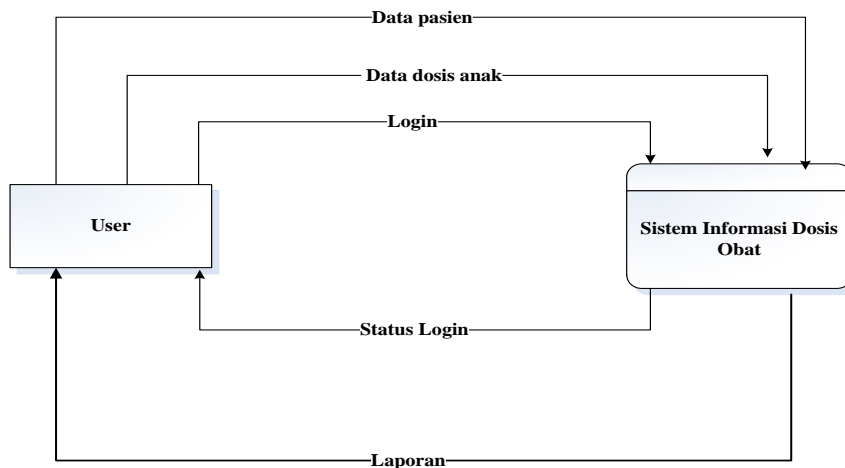 Data pasien
Data dosis anak
Login
User
Sistem Informasi Dosis
Obat
Status Login
Laporan